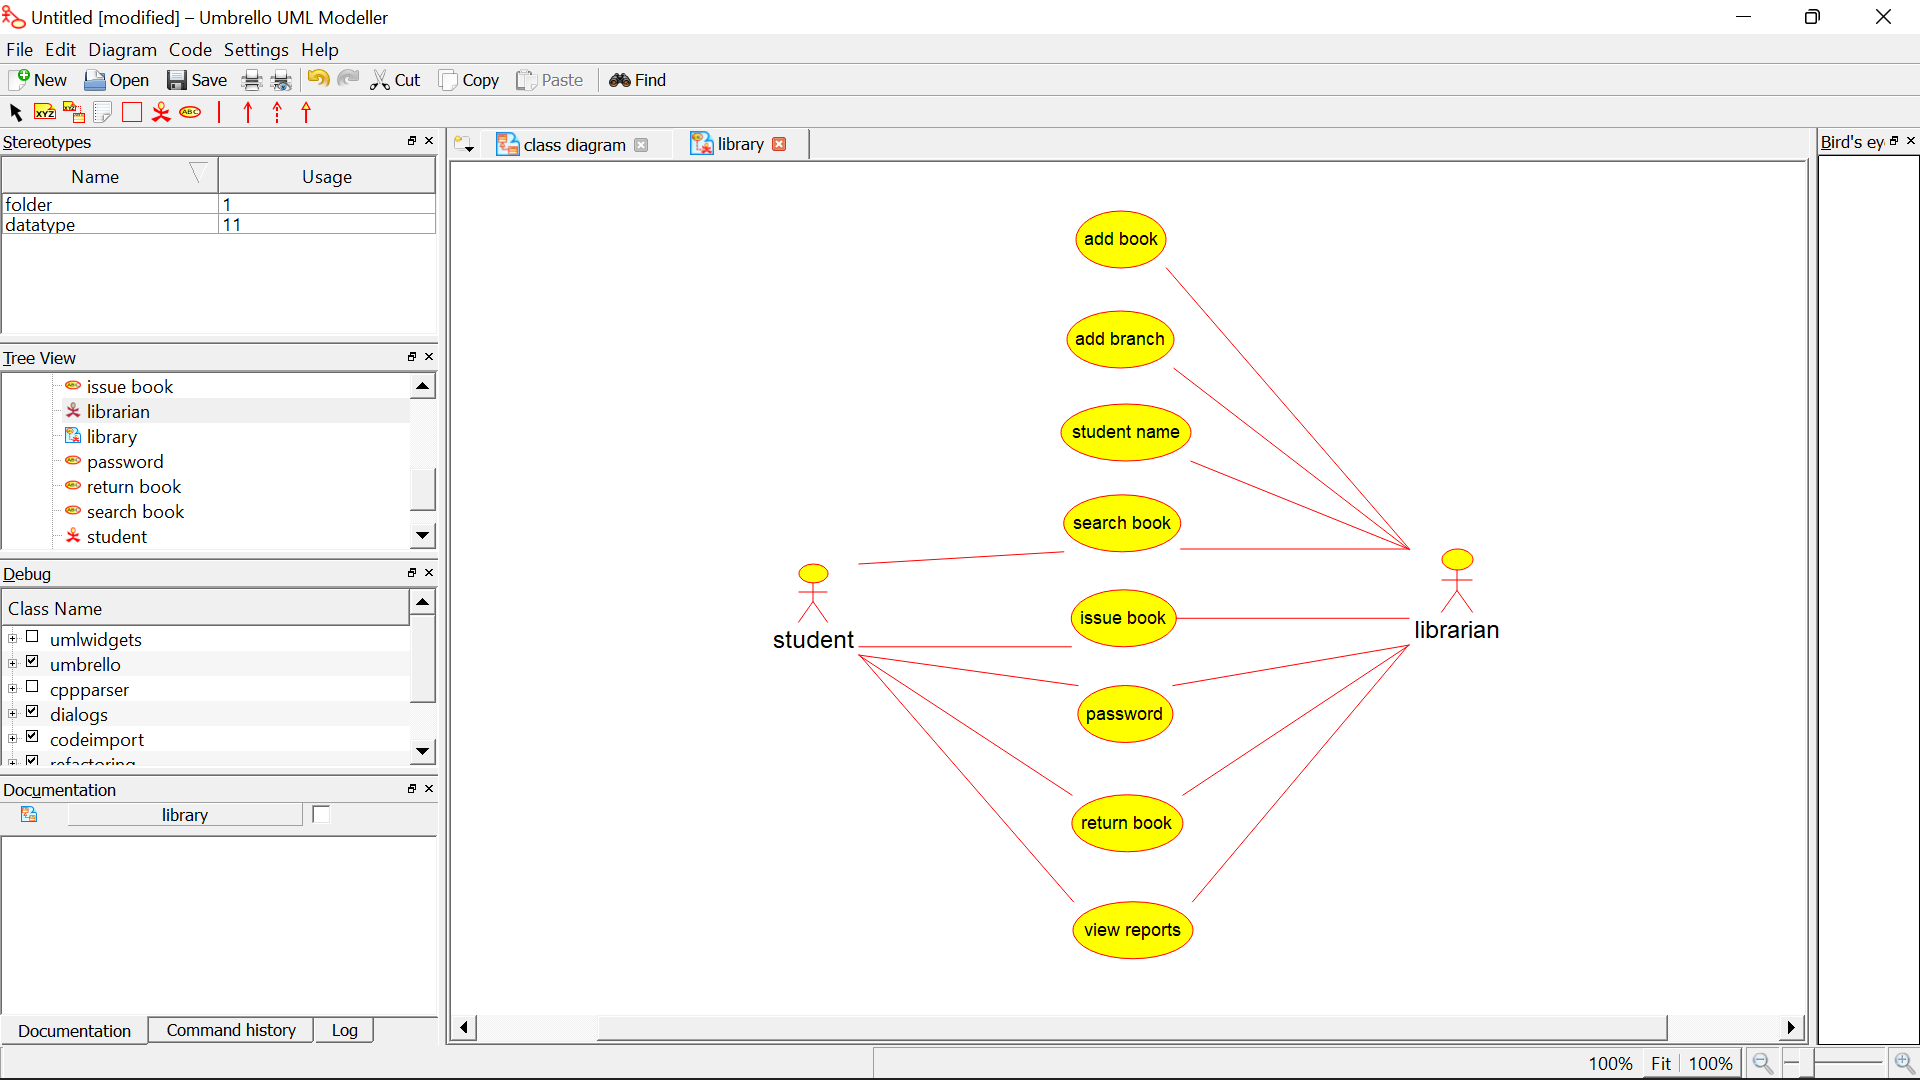 Untitled [modified] – Umbrello UML Modeller
File Edit Diagram Code Settings Help
New Open Save Cut Copy Paste Find
XYZ XYZ ABC
Stereotypes
Name Usage
folder 1
datatype 11
Tree View
issue book
librarian
library
password
return book
search book
student
Debug
Class Name
umlwidgets
umbrello
cppparser
dialogs
codeimport
refactoring
Documentation
library
Documentation Command history Log
class diagram library
add book
add branch
student name
search book
issue book
password
return book
view reports
student
librarian
Bird's ey
100% Fit 100%